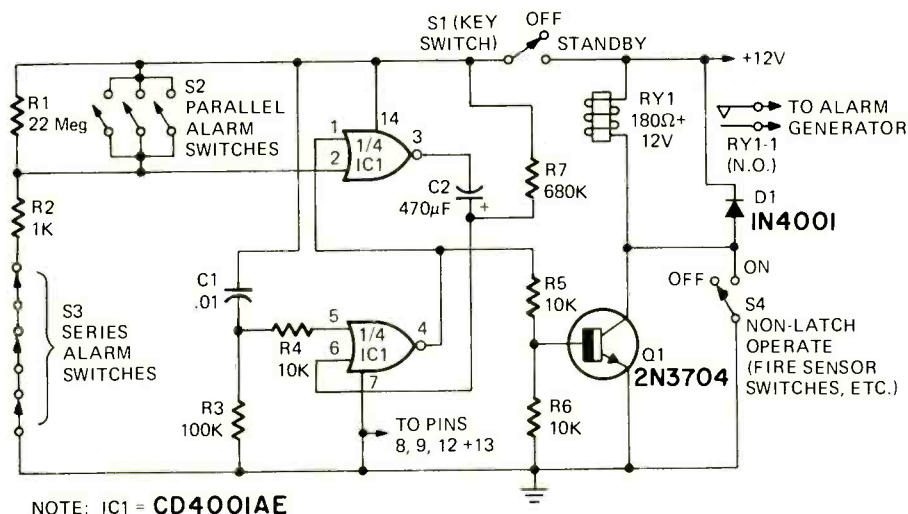 S1 (KEY
SWITCH)
OFF
STANDBY
+12V
R1
22 Meg
S2
PARALLEL
ALARM
SWITCHES
14
1
2
1/4
IC1
3
C2
470µF
+
R7
680K
RY1
180Ω+
12V
TO ALARM
GENERATOR
RY1-1
(N.O.)
D1
1N4001
R2
1K
S3
SERIES
ALARM
SWITCHES
C1
.01
R4
10K
5
6
1/4
IC1
4
7
R5
10K
Q1
2N3704
OFF
ON
S4
NON-LATCH
OPERATE
(FIRE SENSOR
SWITCHES, ETC.)
R3
100K
TO PINS
8, 9, 12 +13
R6
10K
NOTE: IC1 = CD4001AE